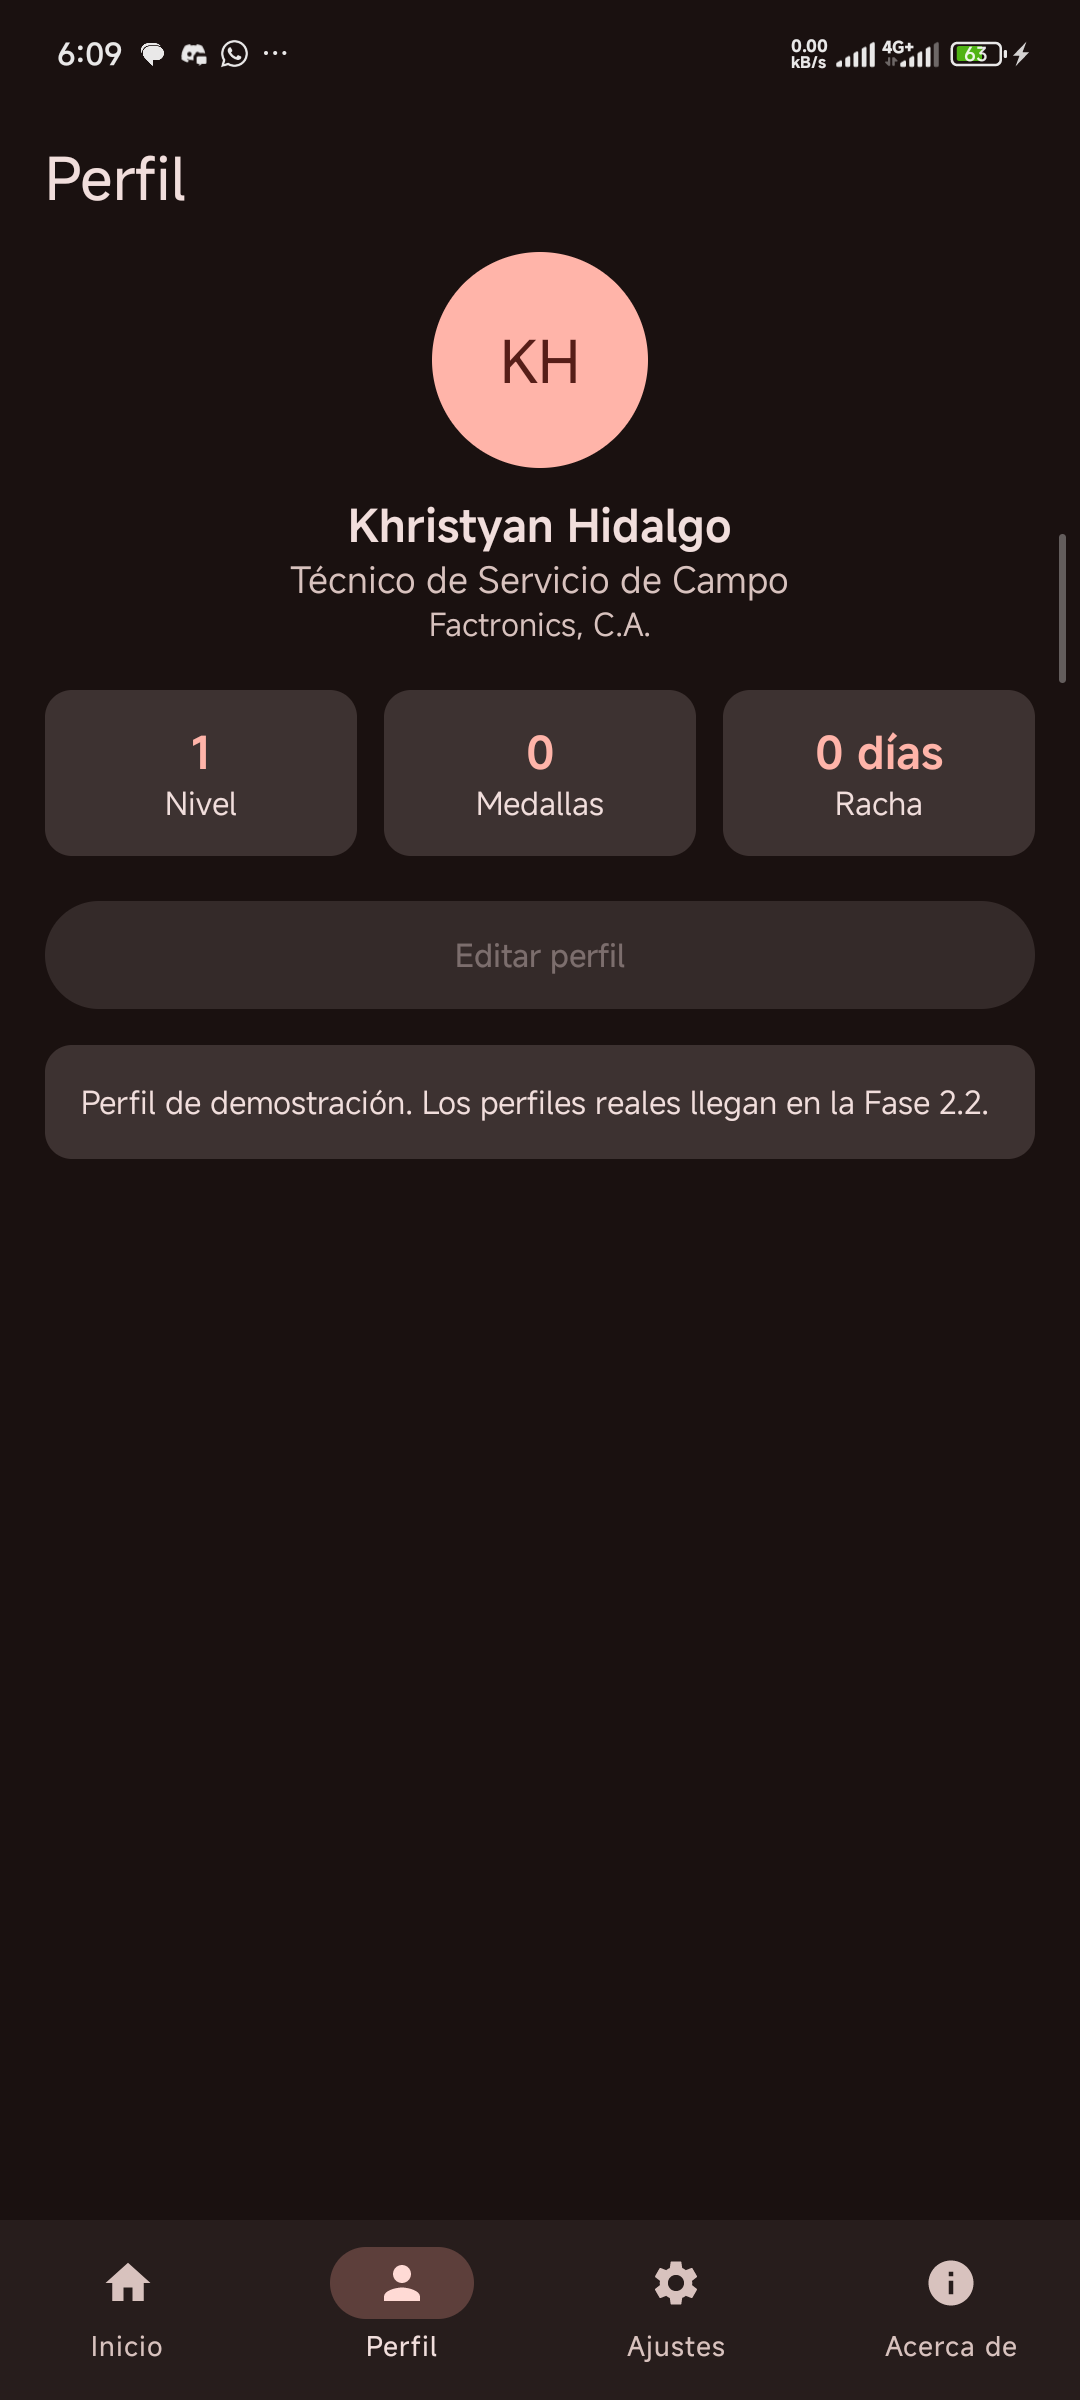 6:09
0.00
kB/s
4G+
63
Perfil
KH
Khristyan Hidalgo
Técnico de Servicio de Campo
Factronics, C.A.
1
Nivel
0
Medallas
0 días
Racha
Editar perfil
Perfil de demostración. Los perfiles reales llegan en la Fase 2.2.
Inicio
Perfil
Ajustes
Acerca de